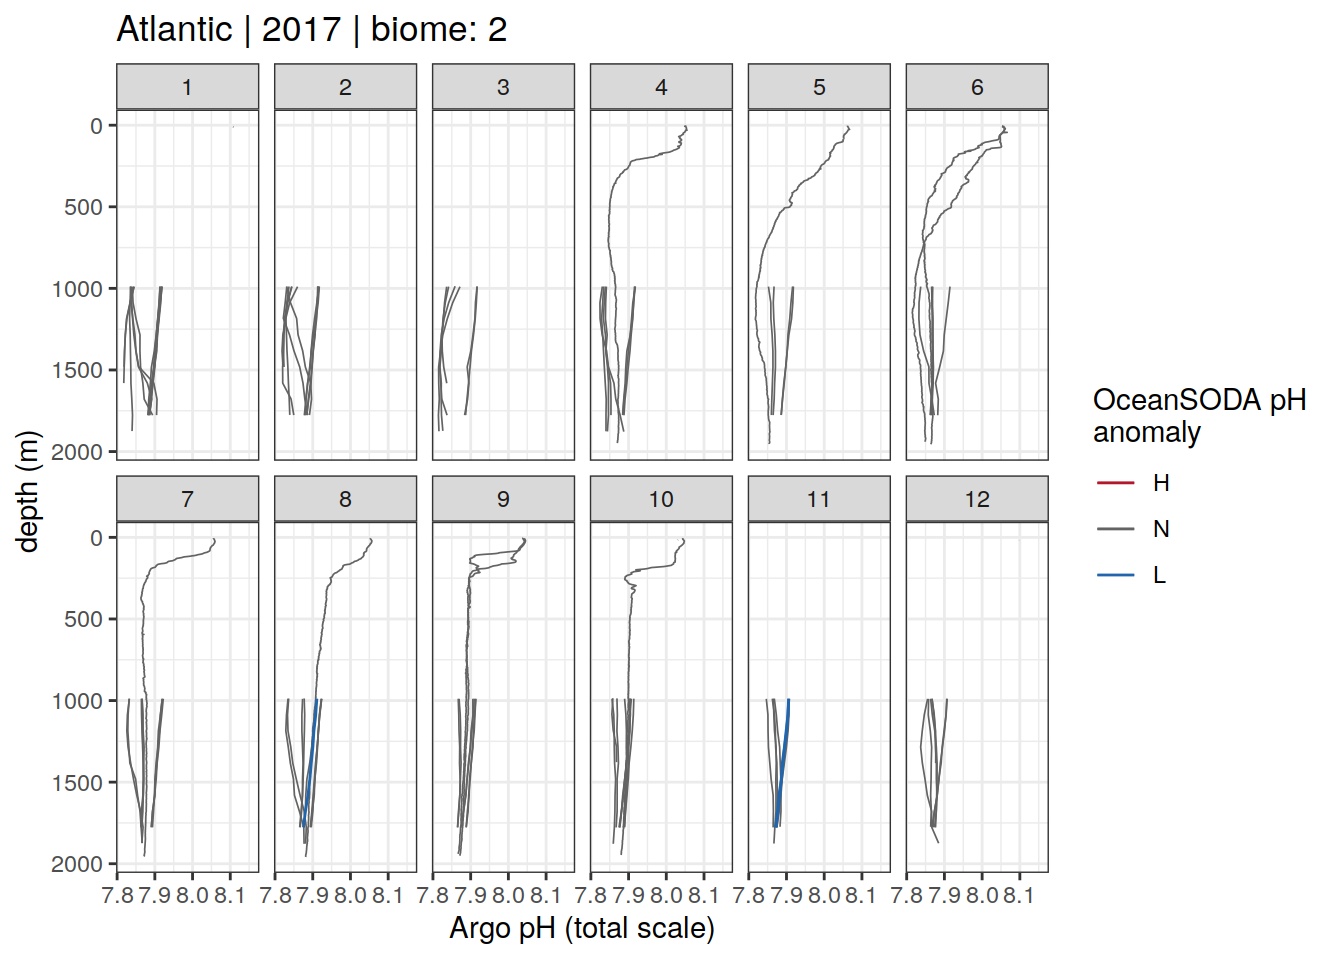 Atlantic | 2017 | biome: 2
1 2 3 4 5 6
0
500
1000
1500
2000
7 8 9 10 11 12
0
500
1000
1500
2000
7.8 7.9 8.0 8.1 7.8 7.9 8.0 8.1 7.8 7.9 8.0 8.1 7.8 7.9 8.0 8.1 7.8 7.9 8.0 8.1 7.8 7.9 8.0 8.1
depth (m)
Argo pH (total scale)
OceanSODA pH
anomaly
H
N
L